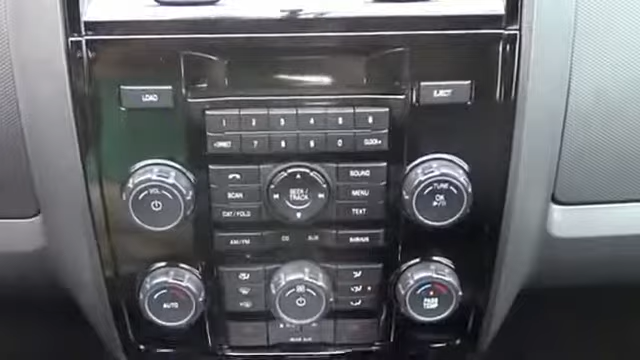 LOAD
EJECT
1 2 3 4 5 6
<DIRECT 7 8 9 0 CLOCK>
SOUND
VOL
SCAN
SEEK/
TRACK
MENU
TUNE
OK
CAT/FOLD
TEXT
AM/FM
CD
AUX
SIRIUS
AUTO
PASS
TEMP